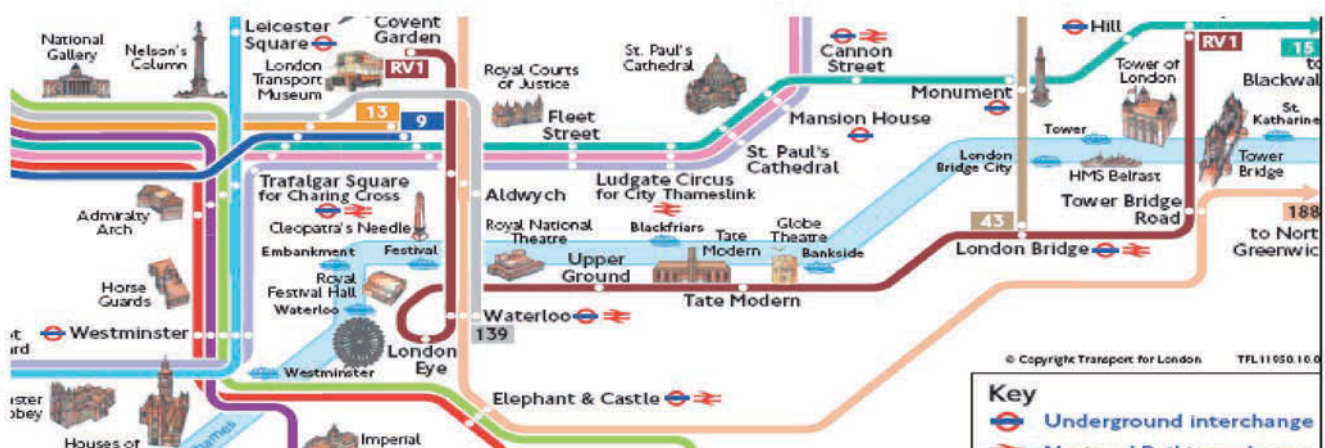 National
Gallery
Nelson's
Column
Leicester
Square
London
Transport
Museum
Covent
Garden
RV1
13
9
Royal Courts
of Justice
Fleet
Street
St. Paul's
Cathedral
Cannon
Street
Mansion House
St. Paul's
Cathedral
Monument
Hill
RV1
15
to
Blackwal
Tower of
London
St.
Katharine
Tower
Tower
Bridge
London
Bridge City
HMS Belfast
Tower Bridge
Road
188
to Nort
Greenwic
43
London Bridge
Trafalgar Square
for Charing Cross
Cleopatra's Needle
Admiralty
Arch
Aldwych
Ludgate Circus
for City Thameslink
Royal National
Theatre
Blackfriars
Upper
Ground
Tate
Modern
Globe
Theatre
Bankside
Tate Modern
Embankment
Festival
Royal
Festival Hall
Waterloo
Horse
Guards
Westminster
Waterloo
139
London
Eye
Westminster
Elephant & Castle
Houses of
Imperial
hames
© Copyright Transport for London
Key
Underground interchange